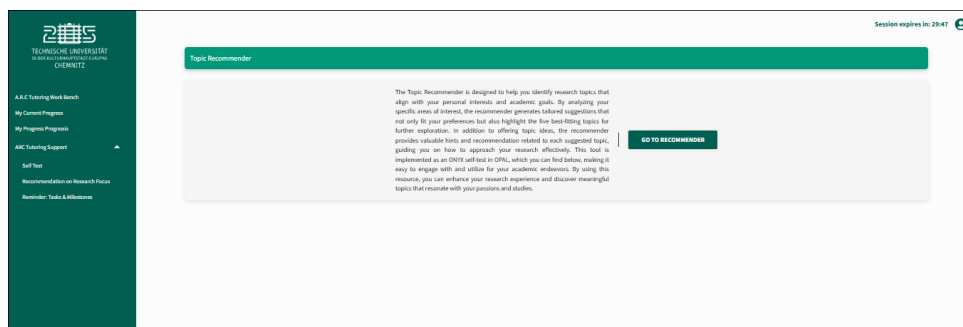 Session expires in: 29:47
TECHNISCHE UNIVERSITÄT
IN DER KULTURHAUPTSTADT EUROPAS
CHEMNITZ
Topic Recommender
A.R.C Tutoring Work Bench
My Current Progress
My Progress Prognosis
ARC Tutoring Support
Self Test
Recommendation on Research Focus
Reminder: Tasks & Milestones
The Topic Recommender is designed to help you identify research topics that
align with your personal interests and academic goals. By analyzing your
specific areas of interest, the recommender generates tailored suggestions that
not only fit your preferences but also highlight the five best-fitting topics for
further exploration. In addition to offering topic ideas, the recommender
provides valuable hints and recommendation related to each suggested topic,
guiding you on how to approach your research effectively. This tool is
implemented as an ONYX self-test in OPAL, which you can find below, making it
easy to engage with and utilize for your academic endeavors. By using this
resource, you can enhance your research experience and discover meaningful
topics that resonate with your passions and studies.
GO TO RECOMMENDER